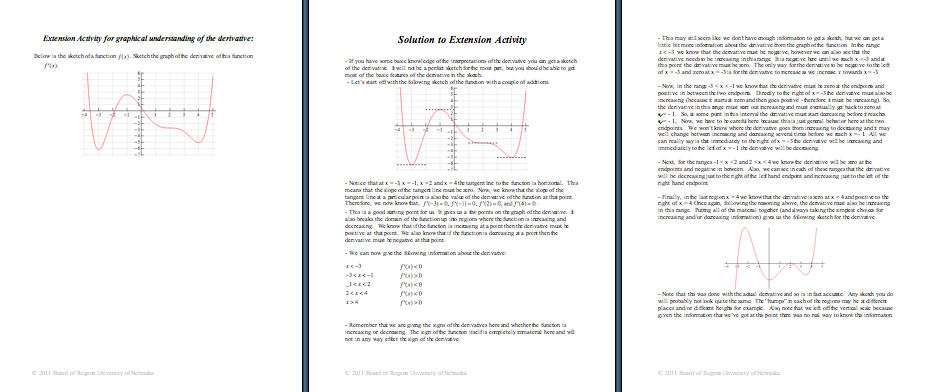 Extension Activity for graphical understanding of the derivative:
Below is the sketch of a function f(x). Sketch the graph of the derivative of this function
f'(x).
© 2011 Board of Regents University of Nebraska
Solution to Extension Activity
- If you have some basic knowledge of the interpretations of the derivative you can get a sketch
of the derivative. It will not be a perfect sketch for the most part, but you should be able to get
most of the basic features of the derivative in the sketch.
- Let's start off with the following sketch of the function with a couple of additions.
- Notice that at x = -3, x = -1, x = 2 and x = 4 the tangent line to the function is horizontal. This
means that the slope of the tangent line must be zero. Now, we know that the slope of the
tangent line at a particular point is also the value of the derivative of the function at that point.
Therefore, we now know that, f'(-3) = 0, f'(-1) = 0, f'(2) = 0, and f'(4) = 0.
- This is a good starting point for us. It gives us a few points on the graph of the derivative. It
also breaks the domain of the function up into regions where the function is increasing and
decreasing. We know that if the function is increasing at a point then the derivative must be
positive at that point. We also know that if the function is decreasing at a point then the
derivative must be negative at that point.
- We can now give the following information about the derivative:
x < -3 f'(x) < 0
-3 < x < -1 f'(x) > 0
_1 < x < 2 f'(x) < 0
2 < x < 4 f'(x) < 0
x > 4 f'(x) > 0
- Remember that we are giving the signs of the derivatives here and whether the function is
increasing or decreasing. The sign of the function itself is completely immaterial here and will
not in any way effect the sign of the derivative.
© 2011 Board of Regents University of Nebraska
- This may still seem like we don't have enough information to get a sketch, but we can get a
little bit more information about the derivative from the graph of the function. In the range
x < -3 we know that the derivative must be negative, however we can also see that the
derivative needs to be increasing in this range. It is negative here until we reach x = -3 and at
this point the derivative must be zero. The only way for the derivative to be negative to the left
of x = -3 and zero at x = -3 is for the derivative to increase as we increase x towards x = -3.
- Now, in the range -3 < x < -1 we know that the derivative must be zero at the endpoints and
positive in between the two endpoints. Directly to the right of x = -3 the derivative must also be
increasing (because it starts at zero and then goes positive - therefore it must be increasing). So,
the derivative in this range must start out increasing and must eventually get back to zero at
= - 1. So, at some point in this interval the derivative must start decreasing before it reaches
= - 1. Now, we have to be careful here because this is just general behavior here at the two
endpoints. We won't know where the derivative goes from increasing to decreasing and it may
well change between increasing and decreasing several times before we reach x = - 1. All we
can really say is that immediately to the right of x = - 3 the derivative will be increasing and
immediately to the left of x = - 1 the derivative will be decreasing.
- Next, for the ranges -1 < x < 2 and 2 < x < 4 we know the derivative will be zero at the
endpoints and negative in between. Also, we can see in each of these ranges that the derivative
will be decreasing just to the right of the left hand endpoint and increasing just to the left of the
right hand endpoint.
- Finally, in the last region x > 4 we know that the derivative is zero at x = 4 and positive to the
right of x = 4. Once again, following the reasoning above, the derivative must also be increasing
in this range. Putting all of this material together (and always taking the simplest choices for
increasing and/or decreasing information) gives us the following sketch for the derivative.
- Note that this was done with the actual derivative and so is in fact accurate. Any sketch you do
will probably not look quite the same. The "humps" in each of the regions may be at different
places and/or different heights for example. Also, note that we left off the vertical scale because
given the information that we've got at this point there was no real way to know this information.
© 2011 Board of Regents University of Nebraska